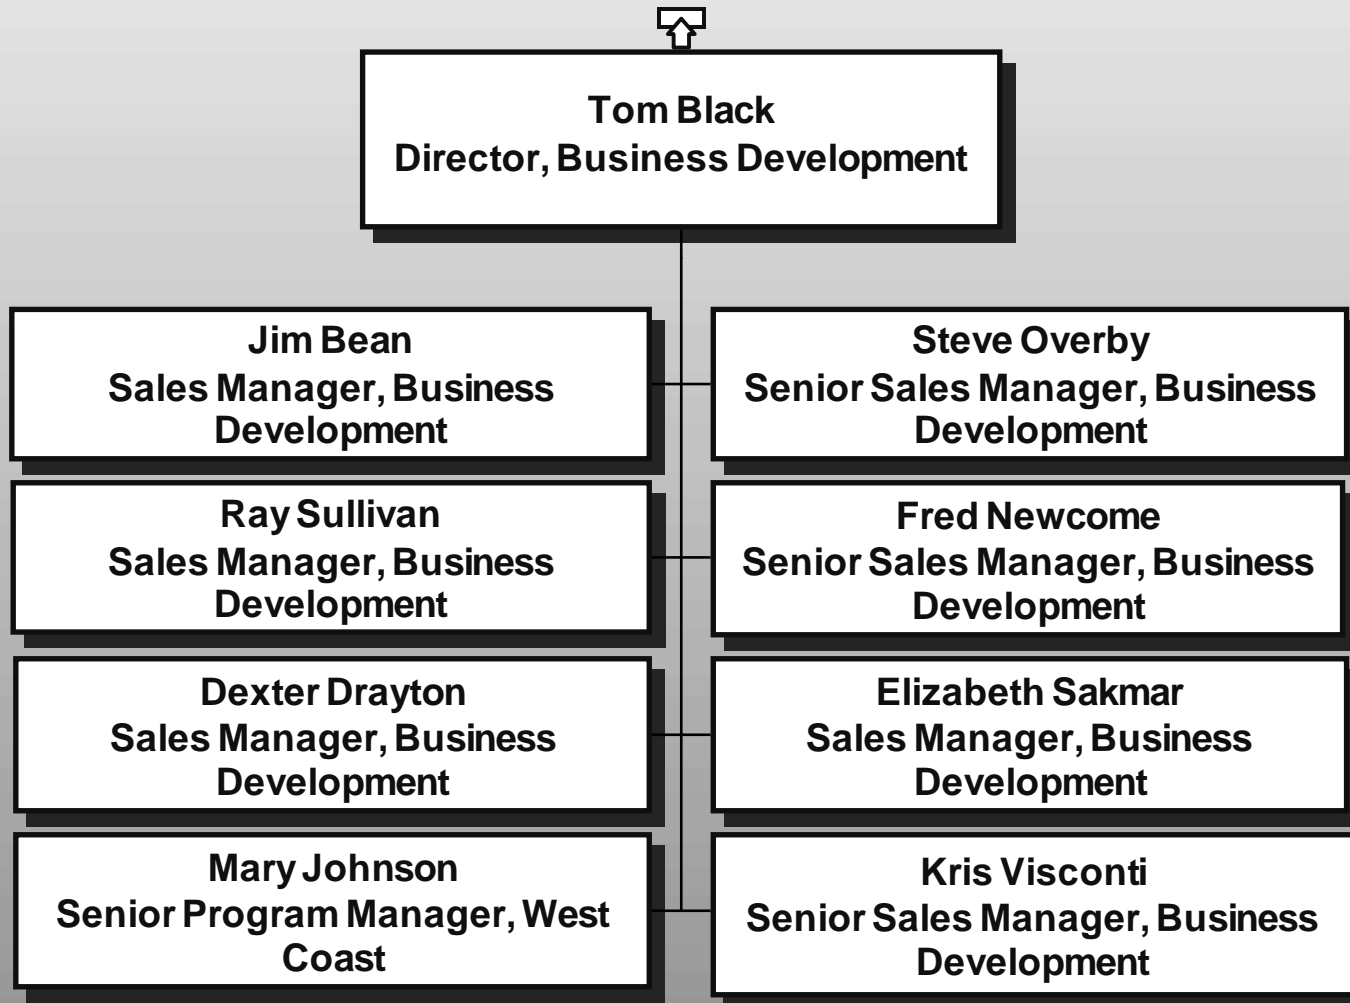 Tom Black
Director, Business Development
Jim Bean
Sales Manager, Business
Development
Steve Overby
Senior Sales Manager, Business
Development
Ray Sullivan
Sales Manager, Business
Development
Fred Newcome
Senior Sales Manager, Business
Development
Dexter Drayton
Sales Manager, Business
Development
Elizabeth Sakmar
Sales Manager, Business
Development
Mary Johnson
Senior Program Manager, West
Coast
Kris Visconti
Senior Sales Manager, Business
Development